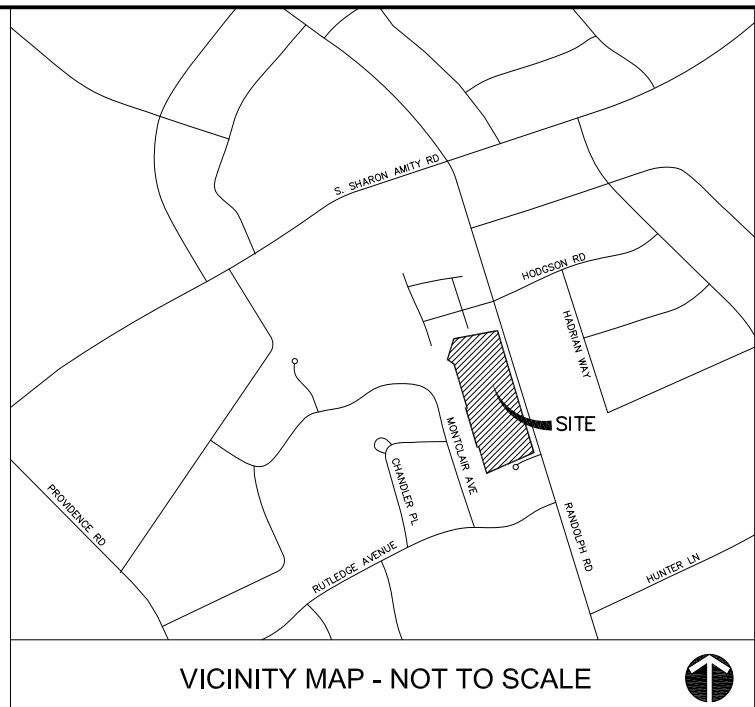 S. SHARON AMITY RD
HODGSON RD
HADRIAN WAY
SITE
MONTCLAIR AVE
CHANDLER PL
PROVIDENCE RD
RANDOLPH RD
RUTLEDGE AVENUE
HUNTER LN
VICINITY MAP - NOT TO SCALE